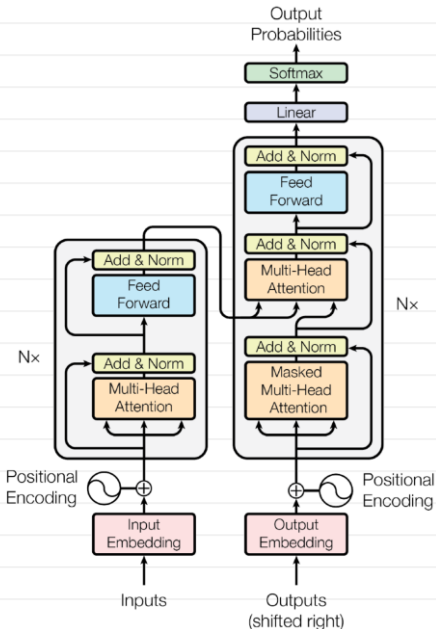 Output
Probabilities
Softmax
Linear
Add & Norm
Feed
Forward
Add & Norm
Multi-Head
Attention
Add & Norm
Masked
Multi-Head
Attention
Nx
Add & Norm
Feed
Forward
Add & Norm
Multi-Head
Attention
N×
Positional
Encoding
Positional
Encoding
Input
Embedding
Output
Embedding
Inputs
Outputs
(shifted right)